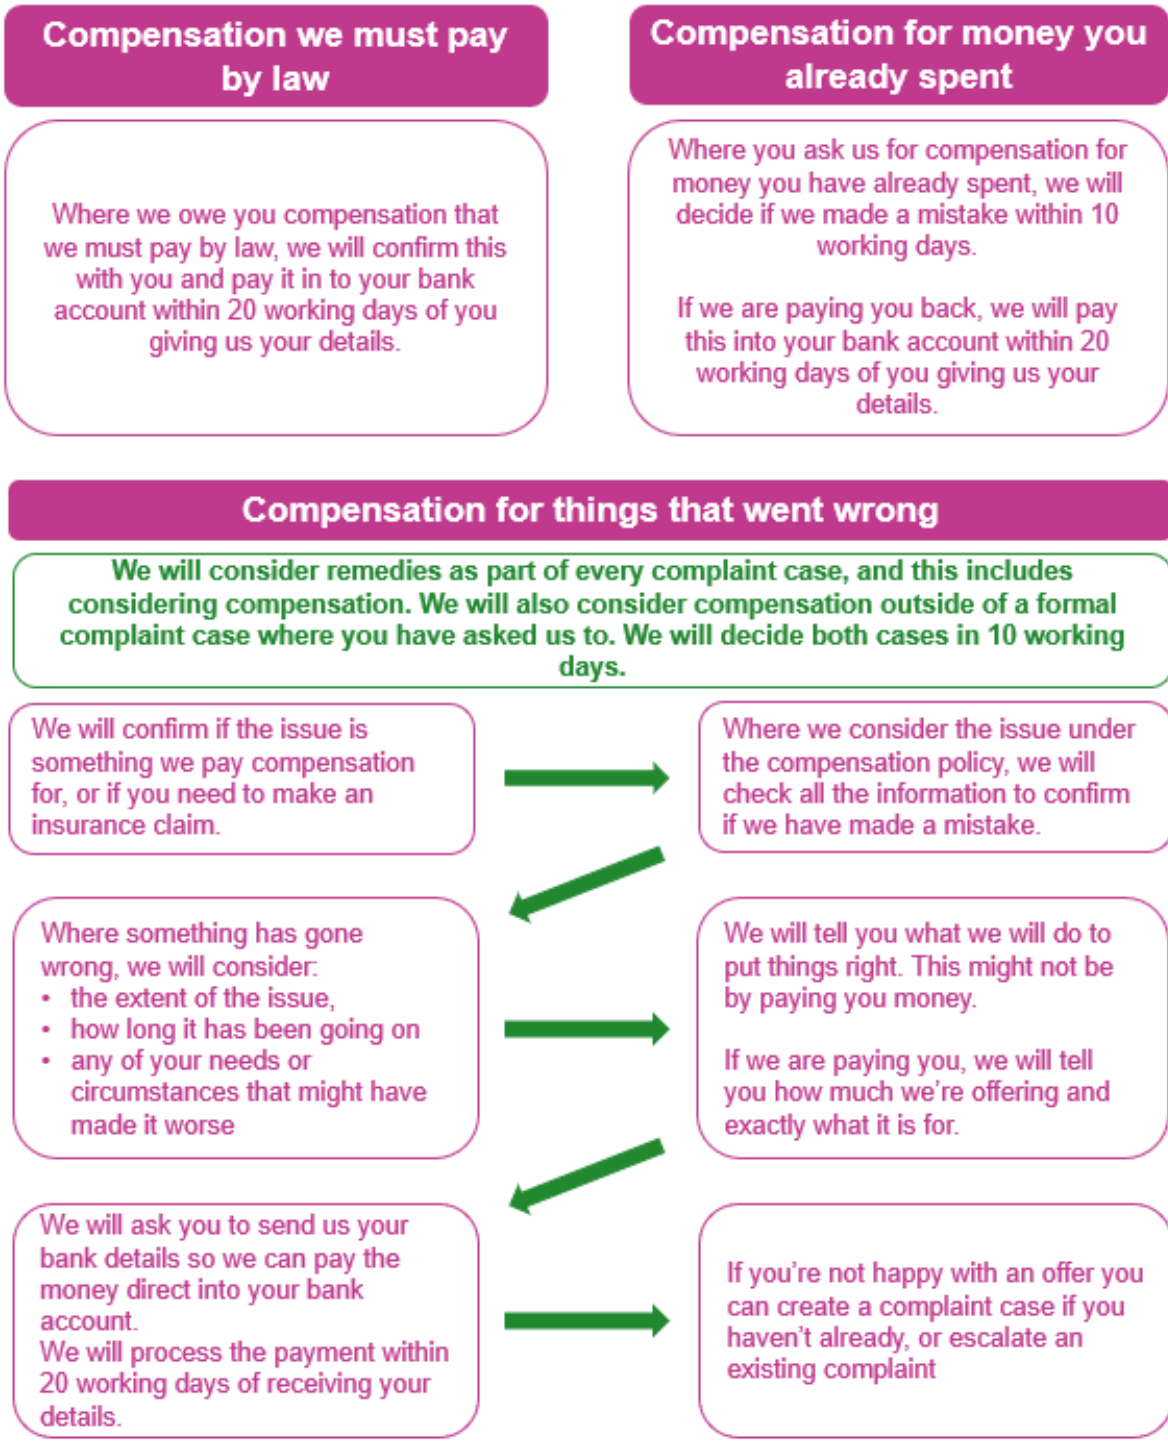 Compensation we must pay
by law
Where we owe you compensation that
we must pay by law, we will confirm this
with you and pay it in to your bank
account within 20 working days of you
giving us your details.
Compensation for money you
already spent
Where you ask us for compensation for
money you have already spent, we will
decide if we made a mistake within 10
working days.
If we are paying you back, we will pay
this into your bank account within 20
working days of you giving us your
details.
Compensation for things that went wrong
We will consider remedies as part of every complaint case, and this includes
considering compensation. We will also consider compensation outside of a formal
complaint case where you have asked us to. We will decide both cases in 10 working
days.
We will confirm if the issue is
something we pay compensation
for, or if you need to make an
insurance claim.
Where we consider the issue under
the compensation policy, we will
check all the information to confirm
if we have made a mistake.
Where something has gone
wrong, we will consider:
• the extent of the issue,
• how long it has been going on
• any of your needs or
circumstances that might have
made it worse
We will tell you what we will do to
put things right. This might not be
by paying you money.
If we are paying you, we will tell
you how much we’re offering and
exactly what it is for.
We will ask you to send us your
bank details so we can pay the
money direct into your bank
account.
We will process the payment within
20 working days of receiving your
details.
If you’re not happy with an offer you
can create a complaint case if you
haven’t already, or escalate an
existing complaint